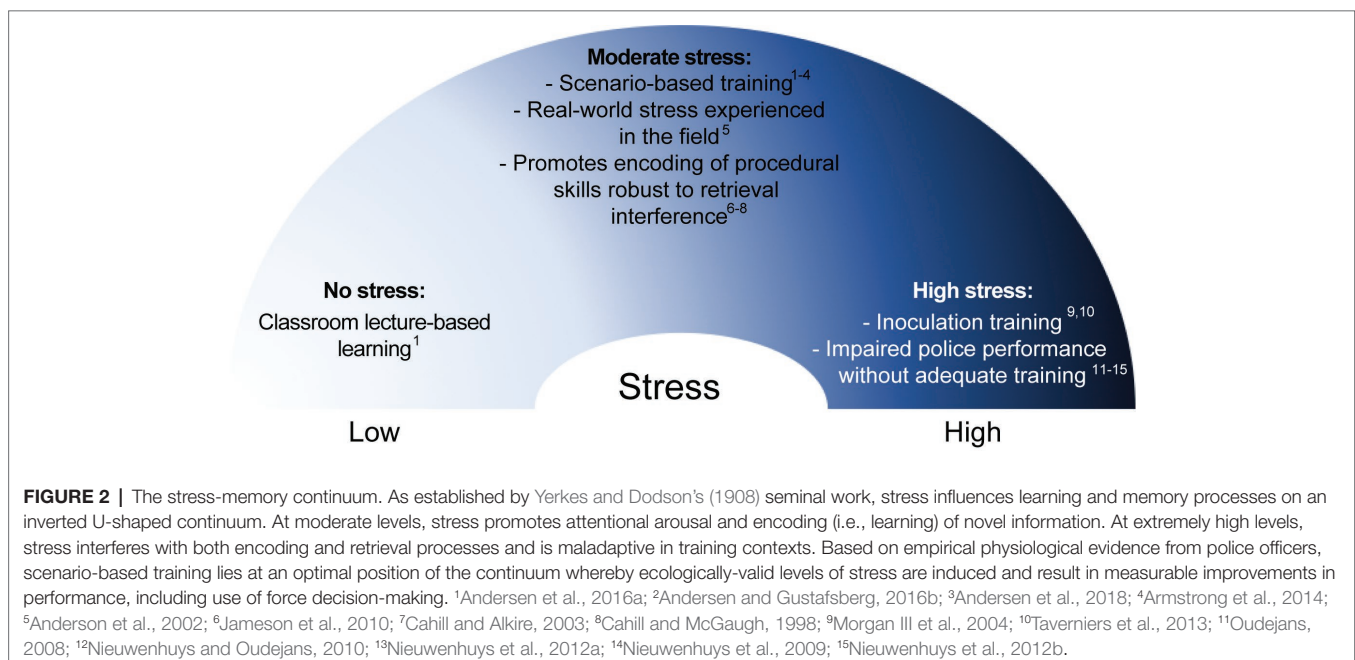 Moderate stress:
- Scenario-based training1-4
- Real-world stress experienced
in the field5
- Promotes encoding of procedural
skills robust to retrieval
interference6-8
No stress:
Classroom lecture-based
learning1
High stress:
- Inoculation training 9,10
- Impaired police performance
without adequate training 11-15
Stress
Low
High
FIGURE 2 | The stress-memory continuum. As established by Yerkes and Dodson's (1908) seminal work, stress influences learning and memory processes on an
inverted U-shaped continuum. At moderate levels, stress promotes attentional arousal and encoding (i.e., learning) of novel information. At extremely high levels,
stress interferes with both encoding and retrieval processes and is maladaptive in training contexts. Based on empirical physiological evidence from police officers,
scenario-based training lies at an optimal position of the continuum whereby ecologically-valid levels of stress are induced and result in measurable improvements in
performance, including use of force decision-making. 1Andersen et al., 2016a; 2Andersen and Gustafsberg, 2016b; 3Andersen et al., 2018; 4Armstrong et al., 2014;
5Anderson et al., 2002; 6Jameson et al., 2010; 7Cahill and Alkire, 2003; 8Cahill and McGaugh, 1998; 9Morgan III et al., 2004; 10Taverniers et al., 2013; 11Oudejans,
2008; 12Nieuwenhuys and Oudejans, 2010; 13Nieuwenhuys et al., 2012a; 14Nieuwenhuys et al., 2009; 15Nieuwenhuys et al., 2012b.